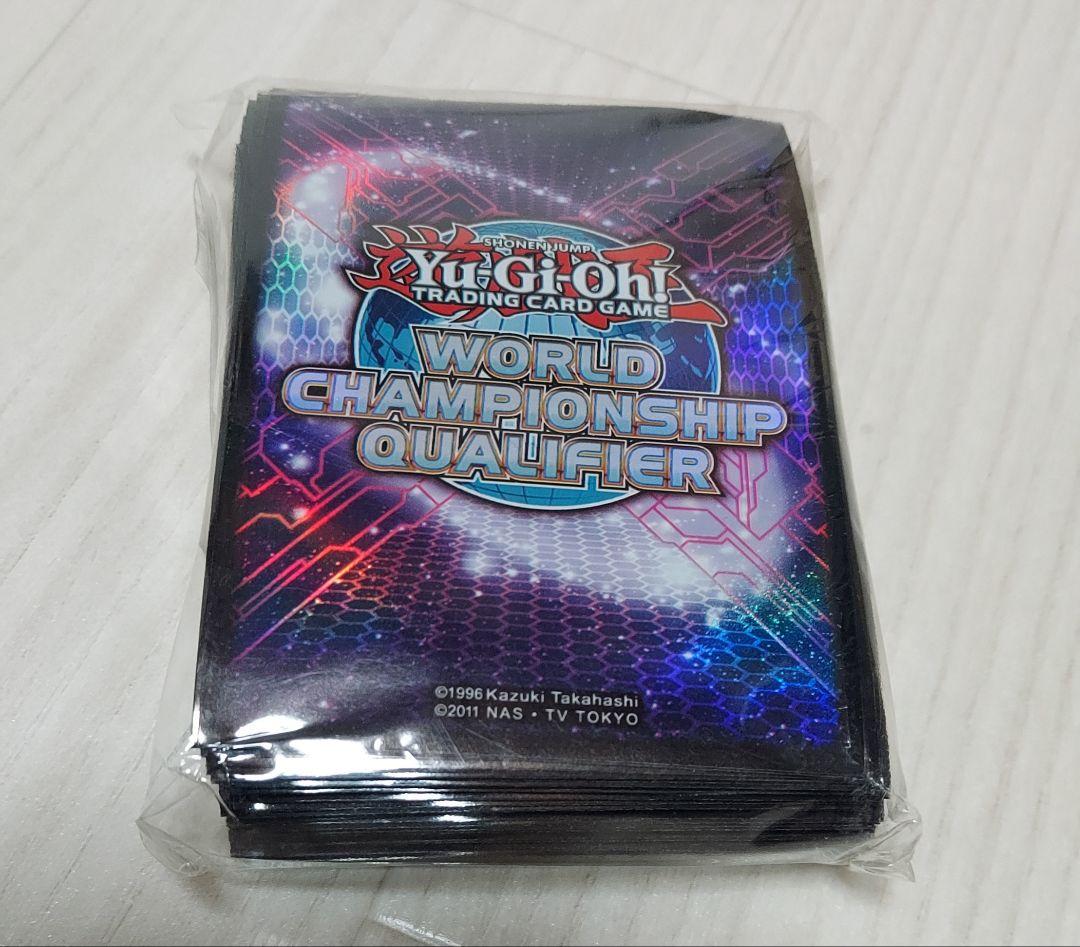 SHONEN JUMP
Yu-Gi-Oh!
TRADING CARD GAME
WORLD
CHAMPIONSHIP
QUALIFIER
©1996 Kazuki Takahashi
©2011 NAS • TV TOKYO